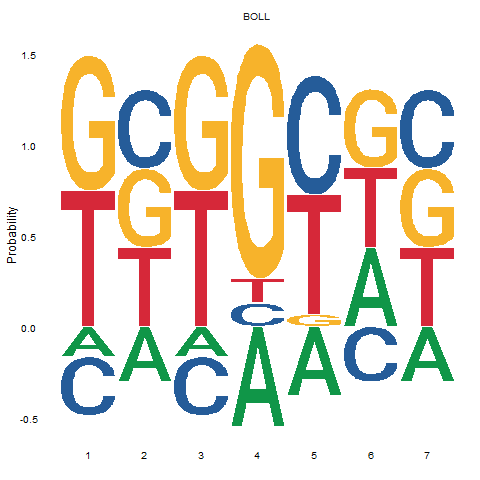 BOLL
1.5
1.0
0.5
0.0
-0.5
Probability
G C G G C G C
T G T T T T G
A T A C G A T
C A C A A C A
1 2 3 4 5 6 7